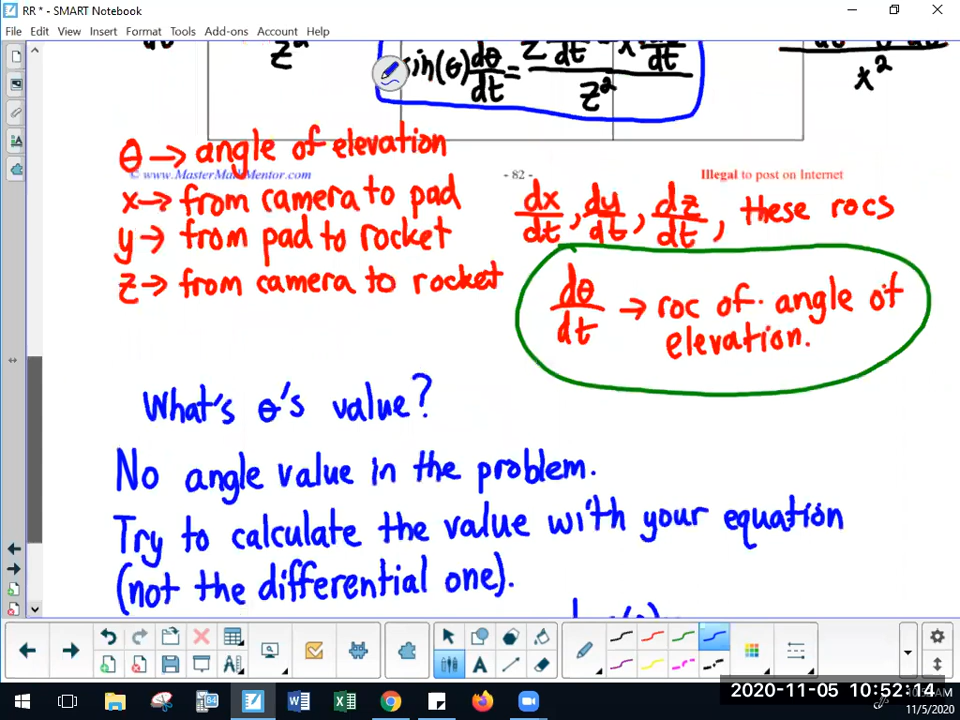 RR * - SMART Notebook
File Edit View Insert Format Tools Add-ons Account Help
z²
in(θ) dθ/dt =
dt
z²
x²
θ → angle of elevation
© www.MasterMathMentor.com
- 82 -
Illegal to post on Internet
x → from camera to pad
dx/dt, dy/dt, dz/dt, these rocs
y → from pad to rocket
z → from camera to rocket
dθ/dt → roc of angle of
elevation.
What's θ's value?
No angle value in the problem.
Try to calculate the value with your equation
(not the differential one).
2020-11-05 10:52:14
11/5/2020